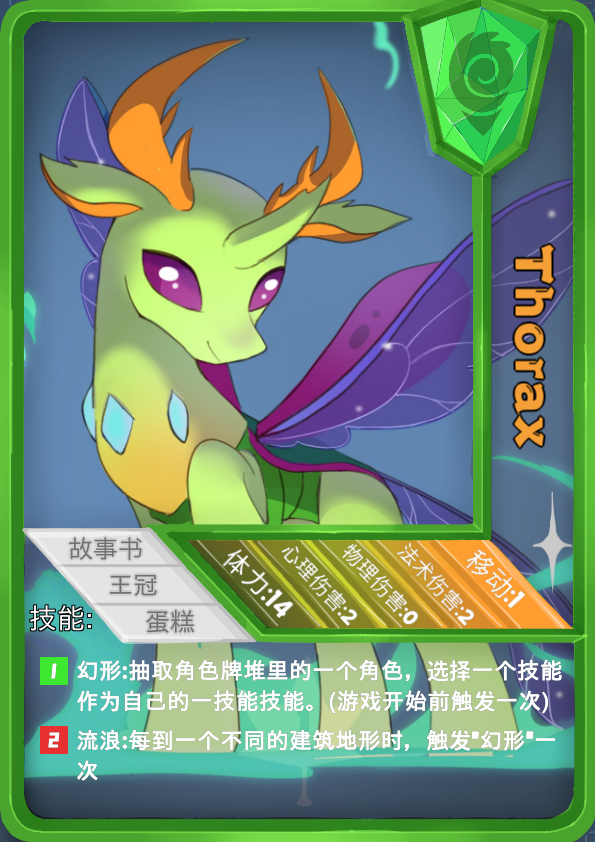 Thorax
故事书
王冠
蛋糕
体力:14
心理伤害:2
物理伤害:0
法术伤害:2
移动:1
技能:
1 幻形:抽取角色牌堆里的一个角色，选择一个技能
作为自己的一技能技能。(游戏开始前触发一次)
2 流浪:每到一个不同的建筑地形时，触发"幻形"一
次